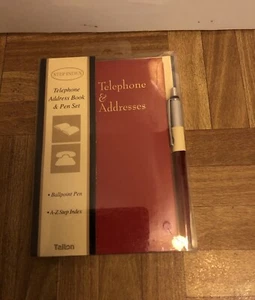 Telephone
Address Book
& Pen Set
• Ballpoint Pen
• A-Z Step Index
Tallon
Telephone
&
Addresses